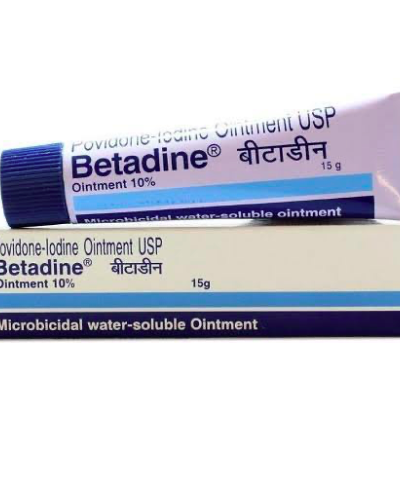 Povidone-Iodine Ointment USP
Betadine® बीटाडीन
Ointment 10% 15 g
Microbicidal water-soluble ointment
ovidone-Iodine Ointment USP
Betadine® बीटाडीन
Ointment 10% 15g
Microbicidal water-soluble Ointment